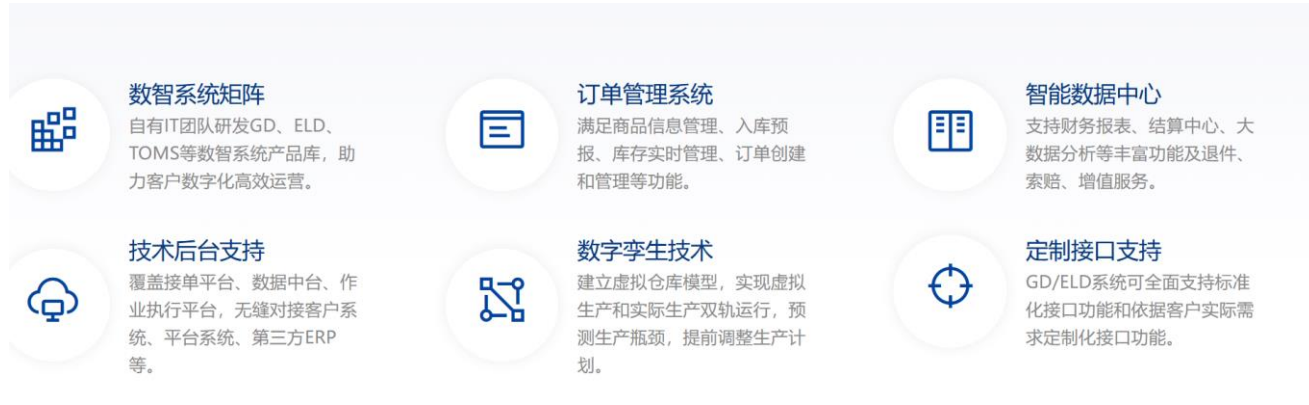 数智系统矩阵
自有IT团队研发GD、ELD、
TOMS等数智系统产品库，助
力客户数字化高效运营。
订单管理系统
满足商品信息管理、入库预
报、库存实时管理、订单创建
和管理等功能。
智能数据中心
支持财务报表、结算中心、大
数据分析等丰富功能及退件、
索赔、增值服务。
技术后台支持
覆盖接单平台、数据中台、作
业执行平台，无缝对接客户系
统、平台系统、第三方ERP
等。
数字孪生技术
建立虚拟仓库模型，实现虚拟
生产和实际生产双轨运行，预
测生产瓶颈，提前调整生产计
划。
定制接口支持
GD/ELD系统可全面支持标准
化接口功能和依据客户实际需
求定制化接口功能。